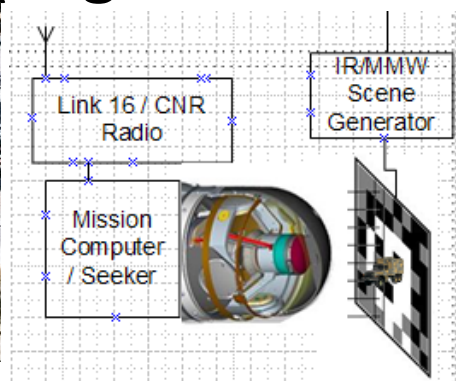 Link 16 / CNR
Radio
IR/MMW
Scene
Generator
Mission
Computer
/ Seeker